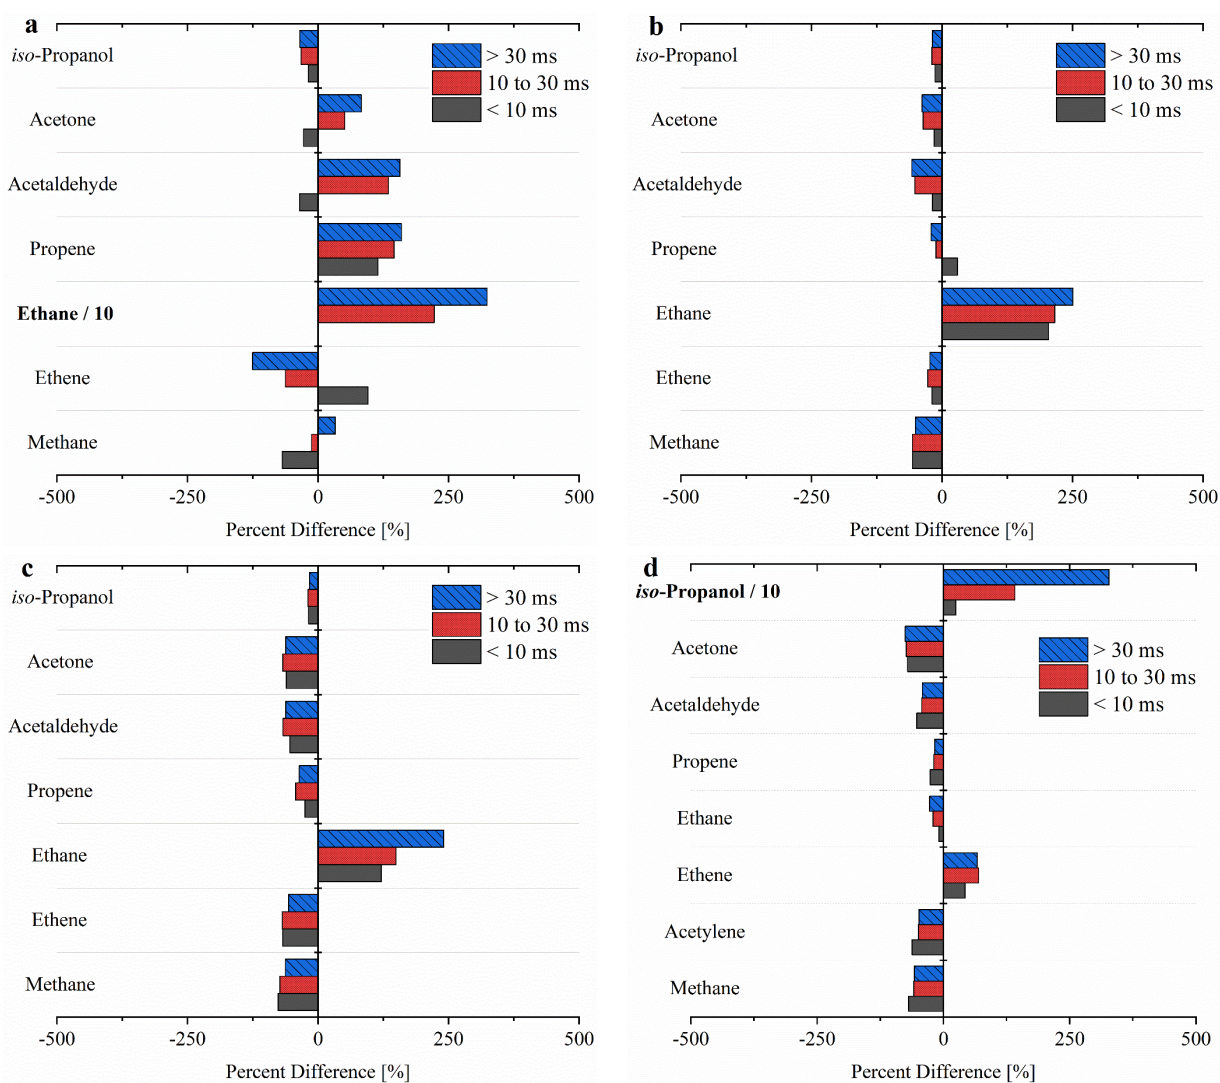 a
iso-Propanol
Acetone
Acetaldehyde
Propene
Ethane / 10
Ethene
Methane
> 30 ms
10 to 30 ms
< 10 ms
-500
-250
0
250
500
Percent Difference [%]
b
iso-Propanol
Acetone
Acetaldehyde
Propene
Ethane
Ethene
Methane
> 30 ms
10 to 30 ms
< 10 ms
-500
-250
0
250
500
Percent Difference [%]
c
iso-Propanol
Acetone
Acetaldehyde
Propene
Ethane
Ethene
Methane
> 30 ms
10 to 30 ms
< 10 ms
-500
-250
0
250
500
Percent Difference [%]
d
iso-Propanol / 10
Acetone
Acetaldehyde
Propene
Ethane
Ethene
Acetylene
Methane
> 30 ms
10 to 30 ms
< 10 ms
-500
-250
0
250
500
Percent Difference [%]